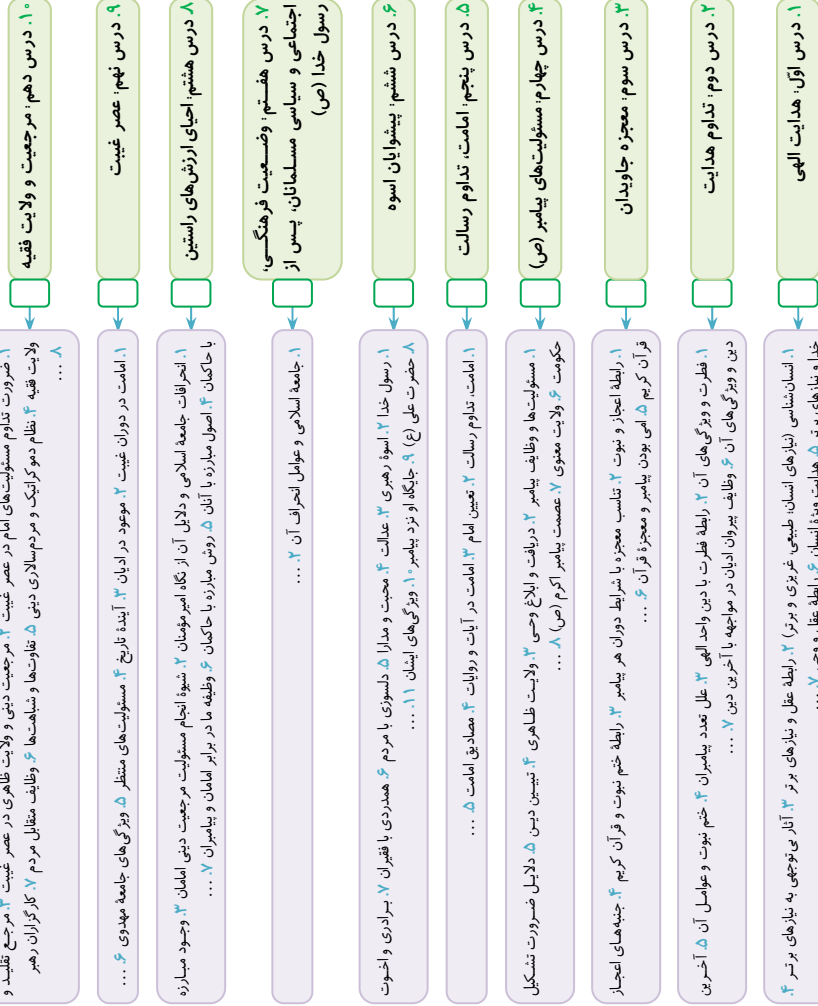 ۱. درس اوّل: هدایت الهی
۱. انسان‌شناسی (نیازهای انسان: طبیعی، غریزی و برتر) ۲. رابطهٔ عقل و نیازهای برتر ۳. آثار بی‌توجهی به نیازهای برتر ۴.
خدا و نیازهای برتر ۵. هدایت ویژهٔ انسان ۶. رابطهٔ عقل و وحی ۷. ...
۲. درس دوم: تداوم هدایت
۱. فطرت و ویژگی‌های آن ۲. رابطهٔ فطرت با دین واحد الهی ۳. علل تعدد پیامبران ۴. ختم نبوت و عوامل آن ۵. آخرین
دین و ویژگی‌های آن ۶. وظایف پیروان ادیان در مواجهه با آخرین دین ۷. ...
۳. درس سوم: معجزه جاویدان
۱. رابطهٔ اعجاز و نبوت ۲. تناسب معجزه با شرایط دوران هر پیامبر ۳. رابطهٔ ختم نبوت و قرآن کریم ۴. جنبه‌های اعجاز
قرآن کریم ۵. امی بودن پیامبر و معجزهٔ قرآن ۶. ...
۴. درس چهارم: مسئولیت‌های پیامبر (ص)
۱. مسئولیت‌ها و وظایف پیامبر ۲. دریافت و ابلاغ وحی ۳. ولایت ظاهری ۴. تبیین دین ۵. دلایل ضرورت تشکیل
حکومت ۶. ولایت معنوی ۷. عصمت پیامبر اکرم (ص) ۸. ...
۵. درس پنجم: امامت، تداوم رسالت
۱. امامت، تداوم رسالت ۲. تعیین امام ۳. امامت در آیات و روایات ۴. مصادیق امامت ۵. ...
۶. درس ششم: پیشوایان اسوه
۱. رسول خدا ۲. اسوهٔ رهبری ۳. عدالت ۴. محبت و مدارا ۵. دلسوزی با مردم ۶. همدردی با فقیران ۷. برادری و اخوت
۸. حضرت علی (ع) ۹. جایگاه او نزد پیامبر ۱۰. ویژگی‌های ایشان ۱۱. ...
۷. درس هفتم: وضعیت فرهنگی،
اجتماعی و سیاسی مسلمانان، پس از
رسول خدا (ص)
۱. جامعهٔ اسلامی و عوامل انحراف آن ۲. ...
۸. درس هشتم: احیای ارزش‌های راستین
۱. انحرافات جامعهٔ اسلامی و دلایل آن از نگاه امیرمؤمنان ۲. شیوهٔ انجام مسئولیت مرجعیت دینی امامان ۳. وجود مبارزه
با حاکمان ۴. اصول مبارزه با آنان ۵. روش مبارزه با حاکمان ۶. وظیفه ما در برابر امامان و پیامبران ۷. ...
۹. درس نهم: عصر غیبت
۱. امامت در دوران غیبت ۲. موعود در ادیان ۳. آیندهٔ تاریخ ۴. مسئولیت‌های منتظر ۵. ویژگی‌های جامعهٔ مهدوی ۶. ...
۱۰. درس دهم: مرجعیت و ولایت فقیه
۱. ضرورت تداوم مسئولیت‌های امام در عصر غیبت ۲. مرجعیت دینی و ولایت ظاهری در عصر غیبت ۳. مرجع تقلید و
ولایت فقیه ۴. نظام دموکراتیک و مردم‌سالاری دینی ۵. تفاوت‌ها و شباهت‌ها ۶. وظایف متقابل مردم ۷. کارگزاران رهبر
۸. ...